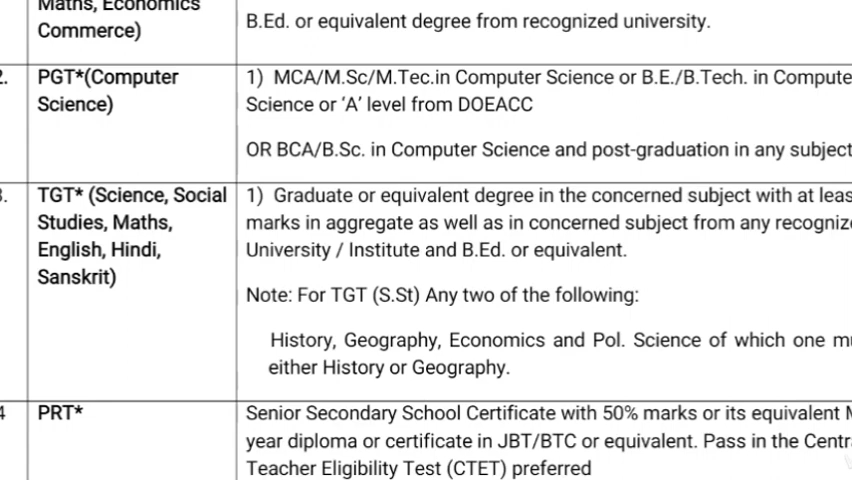 Maths, Economics
Commerce)
B.Ed. or equivalent degree from recognized university.
2.
PGT*(Computer
Science)
1) MCA/M.Sc/M.Tec.in Computer Science or B.E./B.Tech. in Compute
Science or ‘A’ level from DOEACC
OR BCA/B.Sc. in Computer Science and post-graduation in any subject
3.
TGT* (Science, Social
Studies, Maths,
English, Hindi,
Sanskrit)
1) Graduate or equivalent degree in the concerned subject with at leas
marks in aggregate as well as in concerned subject from any recognize
University / Institute and B.Ed. or equivalent.
Note: For TGT (S.St) Any two of the following:
History, Geography, Economics and Pol. Science of which one mu
either History or Geography.
4
PRT*
Senior Secondary School Certificate with 50% marks or its equivalent M
year diploma or certificate in JBT/BTC or equivalent. Pass in the Centra
Teacher Eligibility Test (CTET) preferred